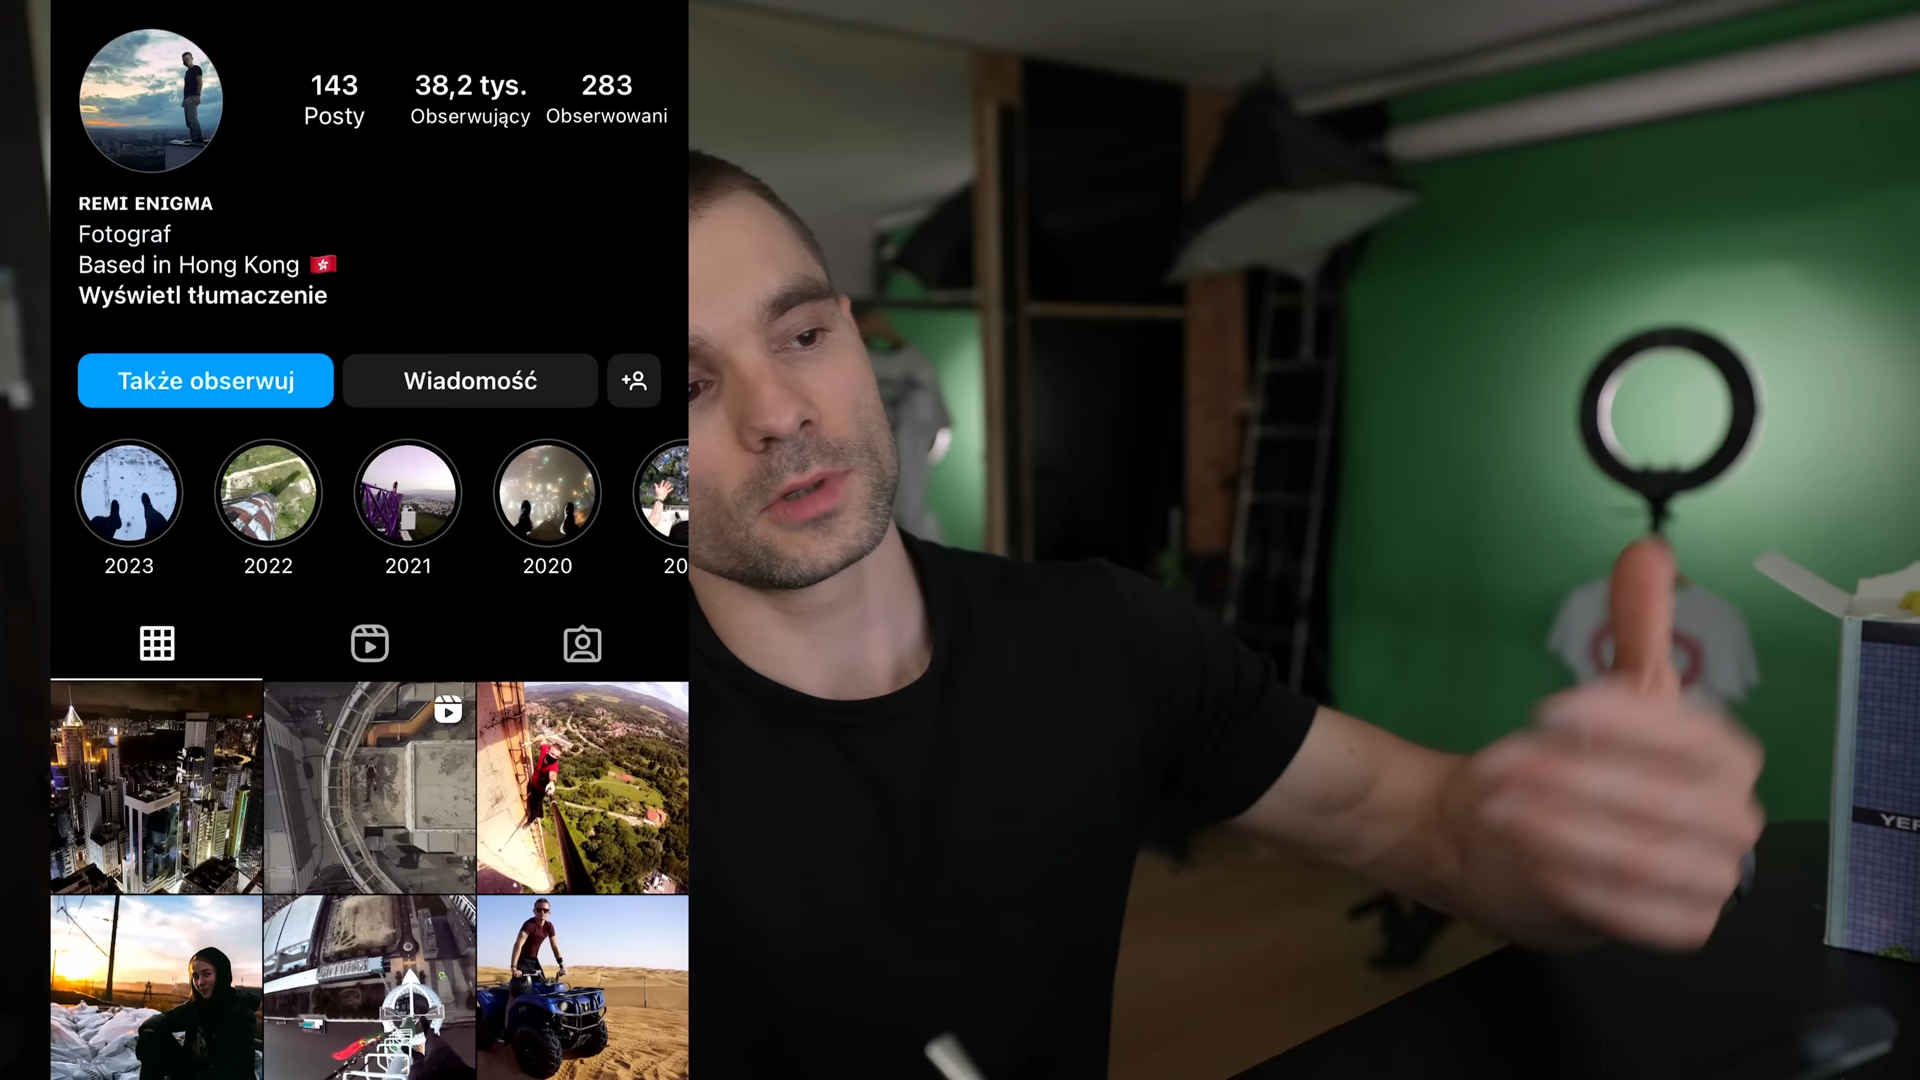 143
Posty
38,2 tys.
Obserwujący
283
Obserwowani
REMI ENIGMA
Fotograf
Based in Hong Kong 🇭🇰
Wyświetl tłumaczenie
Także obserwuj
Wiadomość
2023
2022
2021
2020
20